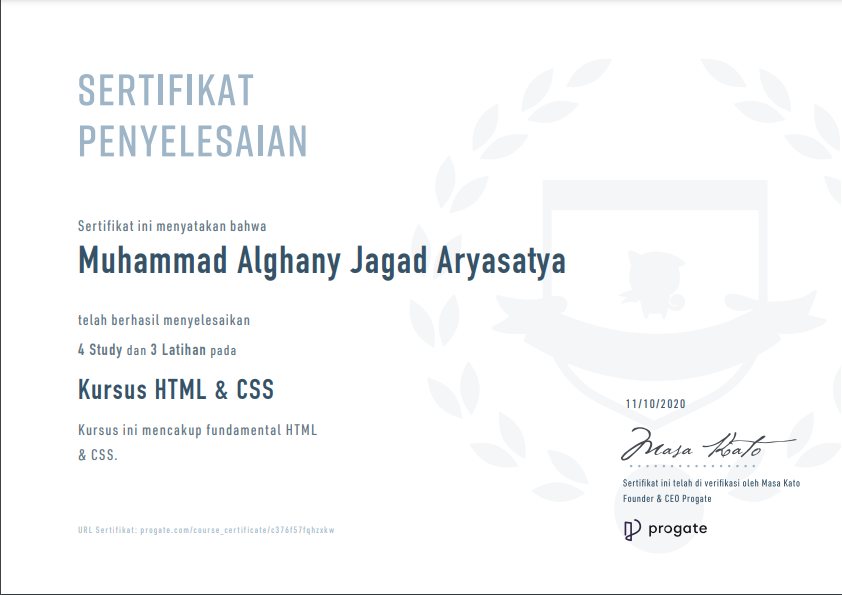 SERTIFIKAT
PENYELESAIAN
Sertifikat ini menyatakan bahwa
Muhammad Alghany Jagad Aryasatya
telah berhasil menyelesaikan
4 Study dan 3 Latihan pada
Kursus HTML & CSS
Kursus ini mencakup fundamental HTML
& CSS.
11/10/2020
Masa Kato
Sertifikat ini telah di verifikasi oleh Masa Kato
Founder & CEO Progate
progate
URL Sertifikat: progate.com/course_certificate/c376f57fqhzxkw